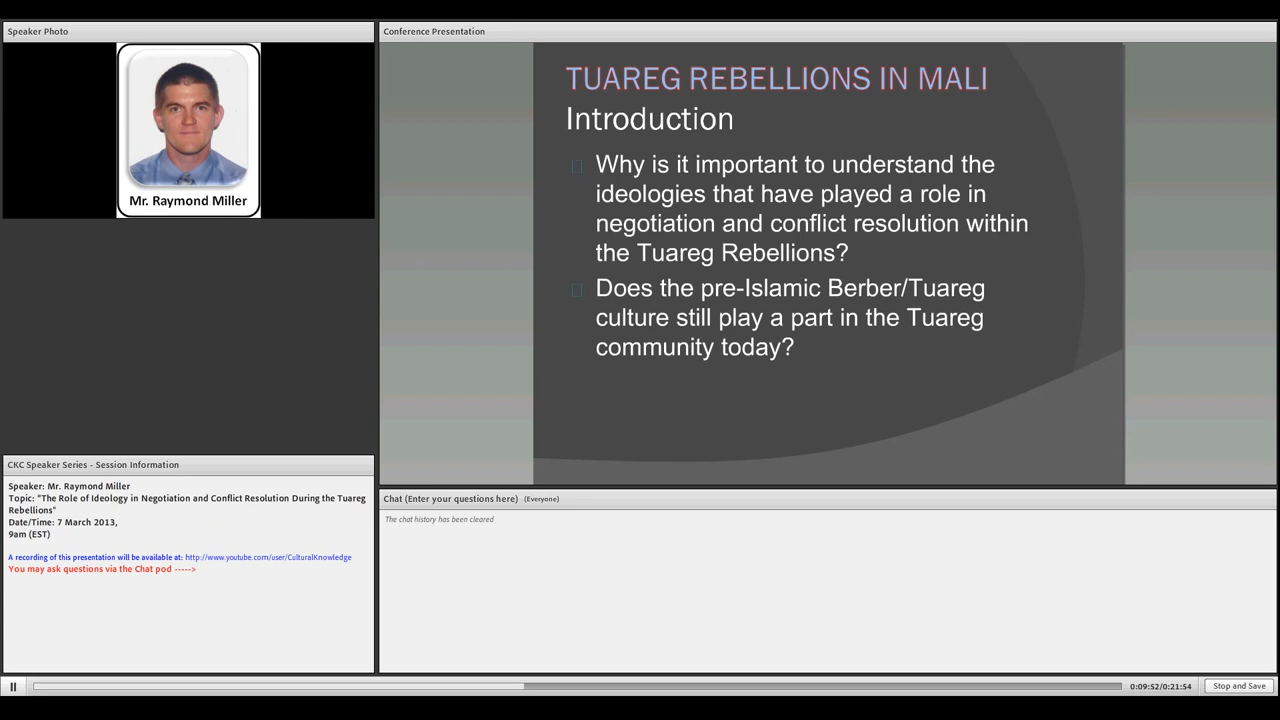 Speaker Photo
Mr. Raymond Miller
Conference Presentation
TUAREG REBELLIONS IN MALI
Introduction
Why is it important to understand the
ideologies that have played a role in
negotiation and conflict resolution within
the Tuareg Rebellions?
Does the pre-Islamic Berber/Tuareg
culture still play a part in the Tuareg
community today?
CKC Speaker Series - Session Information
Speaker: Mr. Raymond Miller
Topic: "The Role of Ideology in Negotiation and Conflict Resolution During the Tuareg
Rebellions"
Date/Time: 7 March 2013,
9am (EST)
A recording of this presentation will be available at: http://www.youtube.com/user/CulturalKnowledge
You may ask questions via the Chat pod ----->
Chat (Enter your questions here) (Everyone)
The chat history has been cleared
0:09:52/0:21:54
Stop and Save